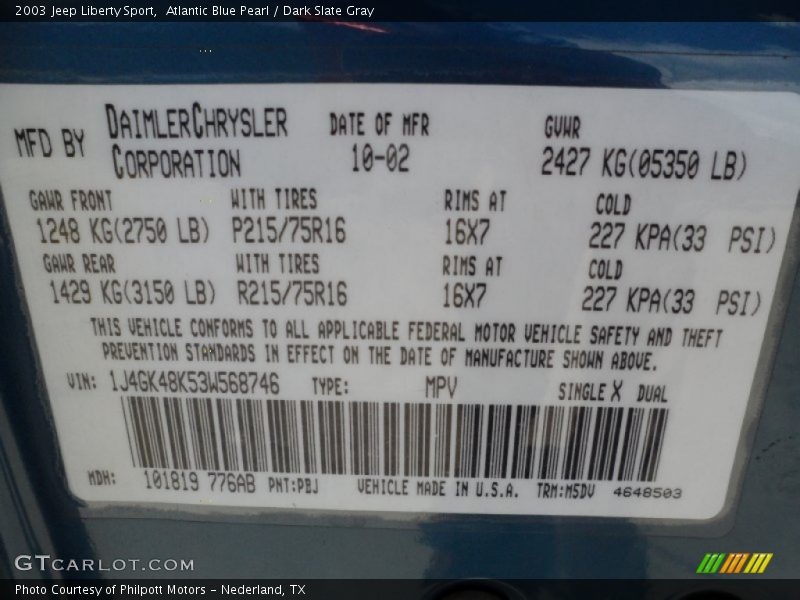 2003 Jeep Liberty Sport,  Atlantic Blue Pearl / Dark Slate Gray
MFD BY DAIMLERCHRYSLER CORPORATION DATE OF MFR 10-02 GVWR 2427 KG(05350 LB)
GAWR FRONT WITH TIRES RIMS AT COLD
1248 KG(2750 LB) P215/75R16 16X7 227 KPA(33 PSI)
GAWR REAR WITH TIRES RIMS AT COLD
1429 KG(3150 LB) R215/75R16 16X7 227 KPA(33 PSI)
THIS VEHICLE CONFORMS TO ALL APPLICABLE FEDERAL MOTOR VEHICLE SAFETY AND THEFT
PREVENTION STANDARDS IN EFFECT ON THE DATE OF MANUFACTURE SHOWN ABOVE.
VIN: 1J4GK48K53W568746 TYPE: MPV SINGLE X DUAL
MDH: 101819 776AB PNT:PBJ VEHICLE MADE IN U.S.A. TRM:M5DV 4648503
GTCARLOT.COM
Photo Courtesy of Philpott Motors - Nederland, TX